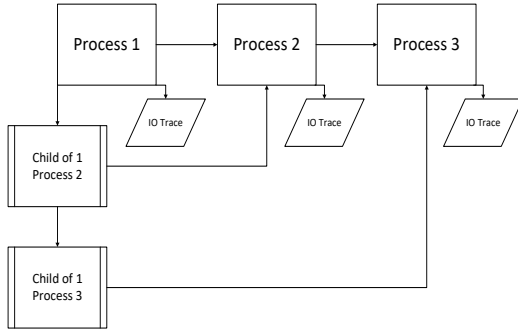 Process 1
Process 2
Process 3
IO Trace
IO Trace
IO Trace
Child of 1
Process 2
Child of 1
Process 3